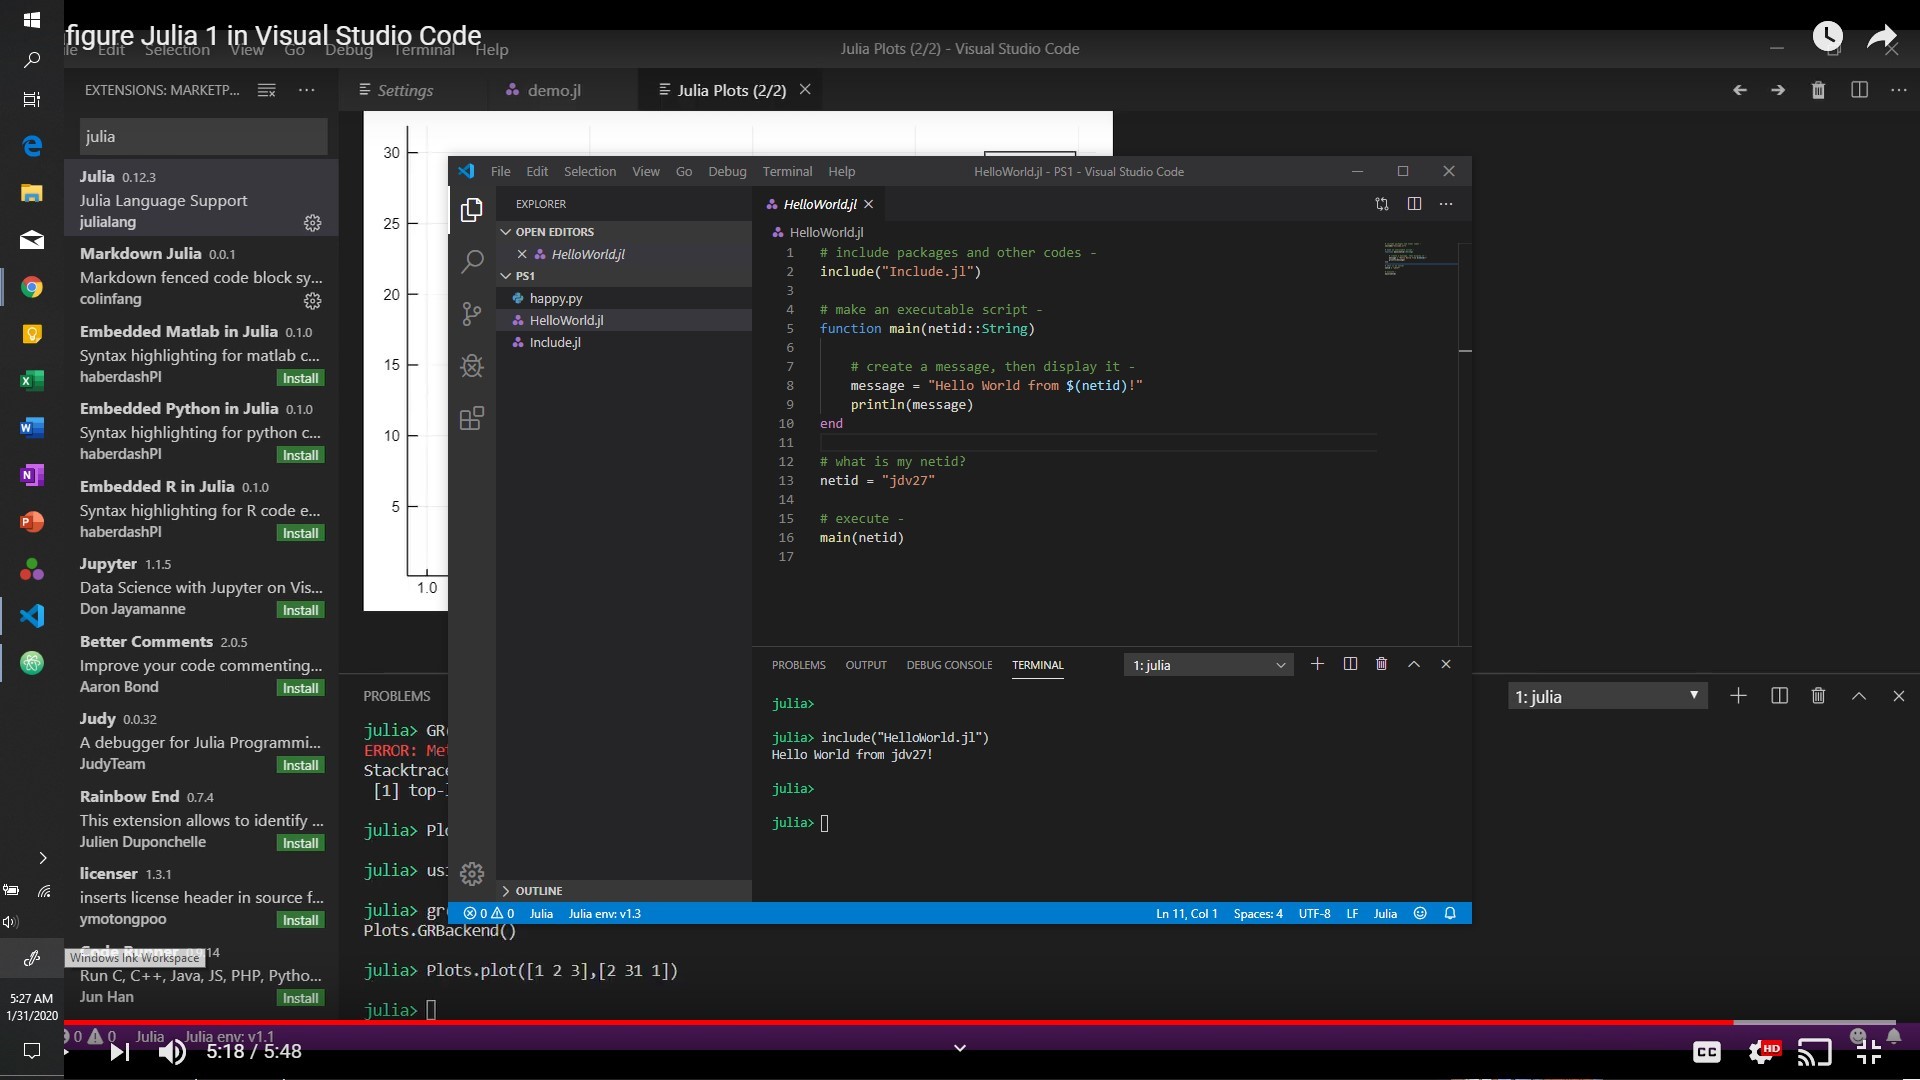 figure Julia 1 in Visual Studio Code
Edit Selection View Go Debug Terminal Help
Julia Plots (2/2) - Visual Studio Code
EXTENSIONS: MARKETP...
Settings
demo.jl
Julia Plots (2/2)
julia
Julia 0.12.3
Julia Language Support
julialang
Markdown Julia 0.0.1
Markdown fenced code block sy...
colinfang
Embedded Matlab in Julia 0.1.0
Syntax highlighting for matlab c...
haberdashPI Install
Embedded Python in Julia 0.1.0
Syntax highlighting for python c...
haberdashPI Install
Embedded R in Julia 0.1.0
Syntax highlighting for R code e...
haberdashPI Install
Jupyter 1.1.5
Data Science with Jupyter on Vis...
Don Jayamanne Install
Better Comments 2.0.5
Improve your code commenting...
Aaron Bond Install
Judy 0.0.32
A debugger for Julia Programmi...
JudyTeam Install
Rainbow End 0.7.4
This extension allows to identify ...
Julien Duponchelle Install
licenser 1.3.1
inserts license header in source f...
ymotongpoo Install
Code Runner
Windows Ink Workspace
Run C, C++, Java, JS, PHP, Pytho...
Jun Han Install
30
25
20
15
10
5
1.0
File Edit Selection View Go Debug Terminal Help
HelloWorld.jl - PS1 - Visual Studio Code
EXPLORER
OPEN EDITORS
HelloWorld.jl
PS1
happy.py
HelloWorld.jl
Include.jl
OUTLINE
HelloWorld.jl
HelloWorld.jl
1 # include packages and other codes -
2 include("Include.jl")
3
4 # make an executable script -
5 function main(netid::String)
6
7 # create a message, then display it -
8 message = "Hello World from $(netid)!"
9 println(message)
10 end
11
12 # what is my netid?
13 netid = "jdv27"
14
15 # execute -
16 main(netid)
17
PROBLEMS OUTPUT DEBUG CONSOLE TERMINAL
1: julia
julia>
julia> include("HelloWorld.jl")
Hello World from jdv27!
julia>
julia>
0 0 Julia Julia env: v1.3
Ln 11, Col 1 Spaces: 4 UTF-8 LF Julia
PROBLEMS
1: julia
julia> GR
ERROR: Me
Stacktrac
[1] top-
julia> Pl
julia> us
julia> gr
Plots.GRBackend()
julia> Plots.plot([1 2 3],[2 31 1])
julia>
0 0 Julia Julia env: v1.1
5:18 / 5:48
CC
HD
5:27 AM
1/31/2020